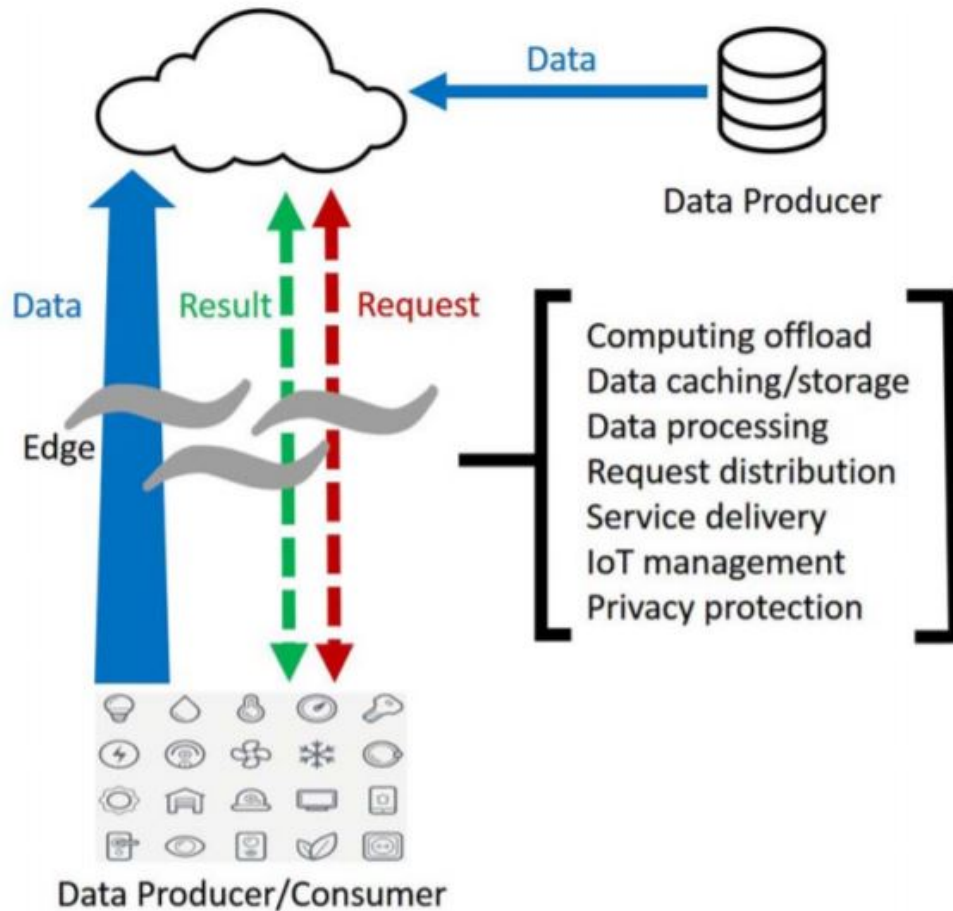 Data
Data Producer
Data
Result
Request
Edge
Computing offload
Data caching/storage
Data processing
Request distribution
Service delivery
IoT management
Privacy protection
Data Producer/Consumer